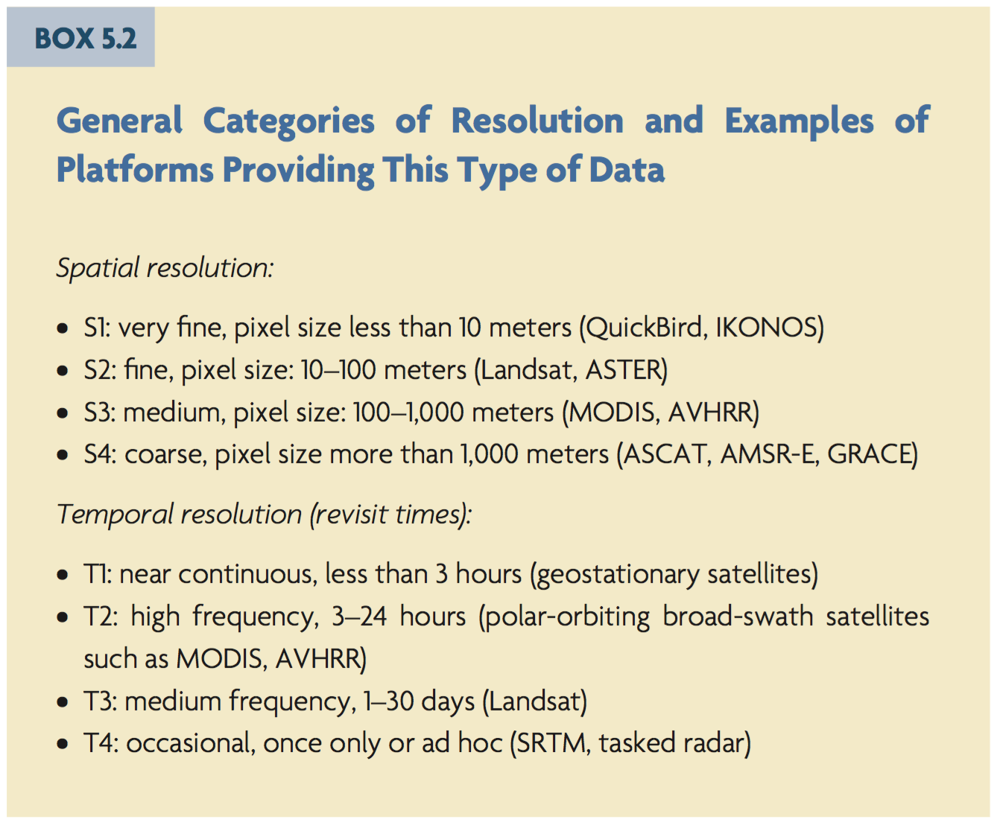 BOX 5.2
General Categories of Resolution and Examples of
Platforms Providing This Type of Data
Spatial resolution:
• S1: very fine, pixel size less than 10 meters (QuickBird, IKONOS)
• S2: fine, pixel size: 10–100 meters (Landsat, ASTER)
• S3: medium, pixel size: 100–1,000 meters (MODIS, AVHRR)
• S4: coarse, pixel size more than 1,000 meters (ASCAT, AMSR-E, GRACE)
Temporal resolution (revisit times):
• T1: near continuous, less than 3 hours (geostationary satellites)
• T2: high frequency, 3–24 hours (polar-orbiting broad-swath satellites
such as MODIS, AVHRR)
• T3: medium frequency, 1–30 days (Landsat)
• T4: occasional, once only or ad hoc (SRTM, tasked radar)